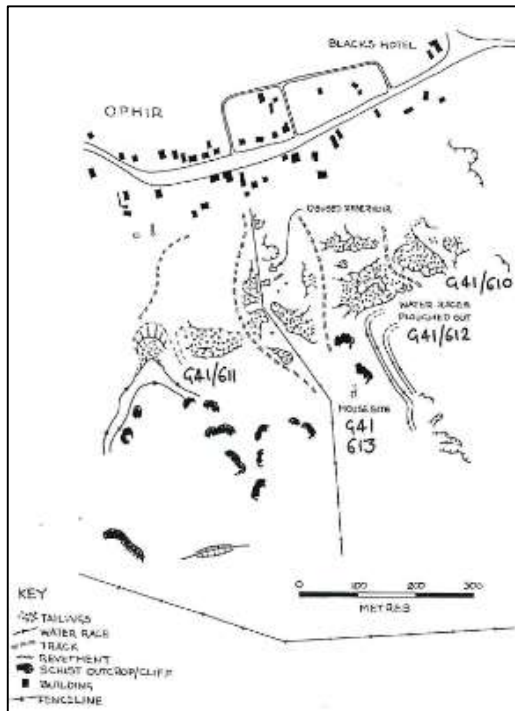 BLACKS HOTEL
OPHIR
DISUSED RESERVOIR
G41/610
WATER RACES
PLOUGHED OUT
G41/612
G41/611
HOUSE SITE
G41
613
0 100 200 300
METRES
KEY
TAILINGS
WATER RACE
TRACK
REVETMENT
SCHIST OUTCROP/CLIFF
BUILDING
FENCELINE